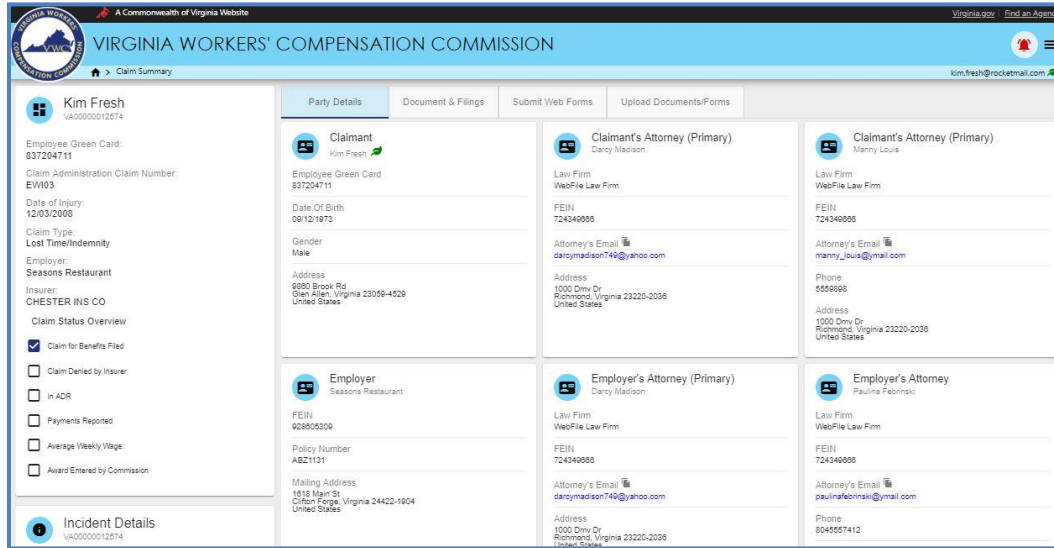 A Commonwealth of Virginia Website
Virginia.gov Find an Agenc
VIRGINIA WORKERS' COMPENSATION COMMISSION
VIRGINIA WORKERS' COMPENSATION COMMISSION
VWC
> Claim Summary
kim.fresh@rocketmail.com
Kim Fresh
VA00000012574
Employee Green Card:
837204711
Claim Administration Claim Number:
EWI03
Date of Injury:
12/03/2008
Claim Type:
Lost Time/Indemnity
Employer:
Seasons Restaurant
Insurer:
CHESTER INS CO
Claim Status Overview
Claim for Benefits Filed
Claim Denied by Insurer
In ADR
Payments Reported
Average Weekly Wage:
Award Entered by Commission
Incident Details
VA00000012574
Party Details
Document & Filings
Submit Web Forms
Upload Documents/Forms
Claimant
Kim Fresh
Employee Green Card
837204711
Date Of Birth
09/12/1973
Gender
Male
Address
9860 Brook Rd
Glen Allen, Virginia 23059-4529
United States
Claimant's Attorney (Primary)
Darcy Madison
Law Firm
WebFile Law Firm
FEIN
724349666
Attorney's Email
darcymadison749@yahoo.com
Address
1000 Dmv Dr
Richmond, Virginia 23220-2036
United States
Claimant's Attorney (Primary)
Manny Louis
Law Firm
WebFile Law Firm
FEIN
724349666
Attorney's Email
manny_louis@ymail.com
Phone
5559898
Address
1000 Dmv Dr
Richmond, Virginia 23220-2036
United States
Employer
Seasons Restaurant
FEIN
928605309
Policy Number
ABZ1131
Mailing Address
1618 Main St
Clifton Forge, Virginia 24422-1904
United States
Employer's Attorney (Primary)
Darcy Madison
Law Firm
WebFile Law Firm
FEIN
724349666
Attorney's Email
darcymadison749@yahoo.com
Address
1000 Dmv Dr
Richmond, Virginia 23220-2036
United States
Employer's Attorney
Paulina Febrinski
Law Firm
WebFile Law Firm
FEIN
724349666
Attorney's Email
paulinafebrinski@ymail.com
Phone
8045557412